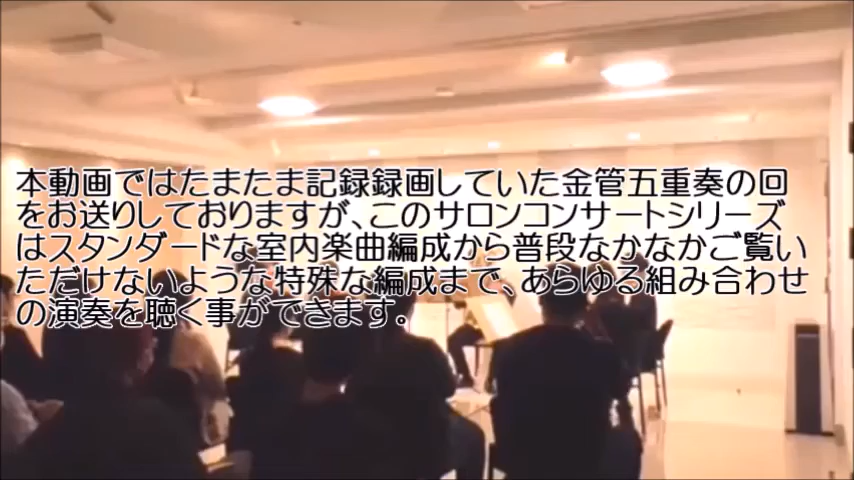 本動画ではたまたま記録録画していた金管五重奏の回
をお送りしておりますが、このサロンコンサートシリーズ
はスタンダードな室内楽曲編成から普段なかなかご覧い
ただけないような特殊な編成まで、あらゆる組み合わせ
の演奏を聴く事ができます。